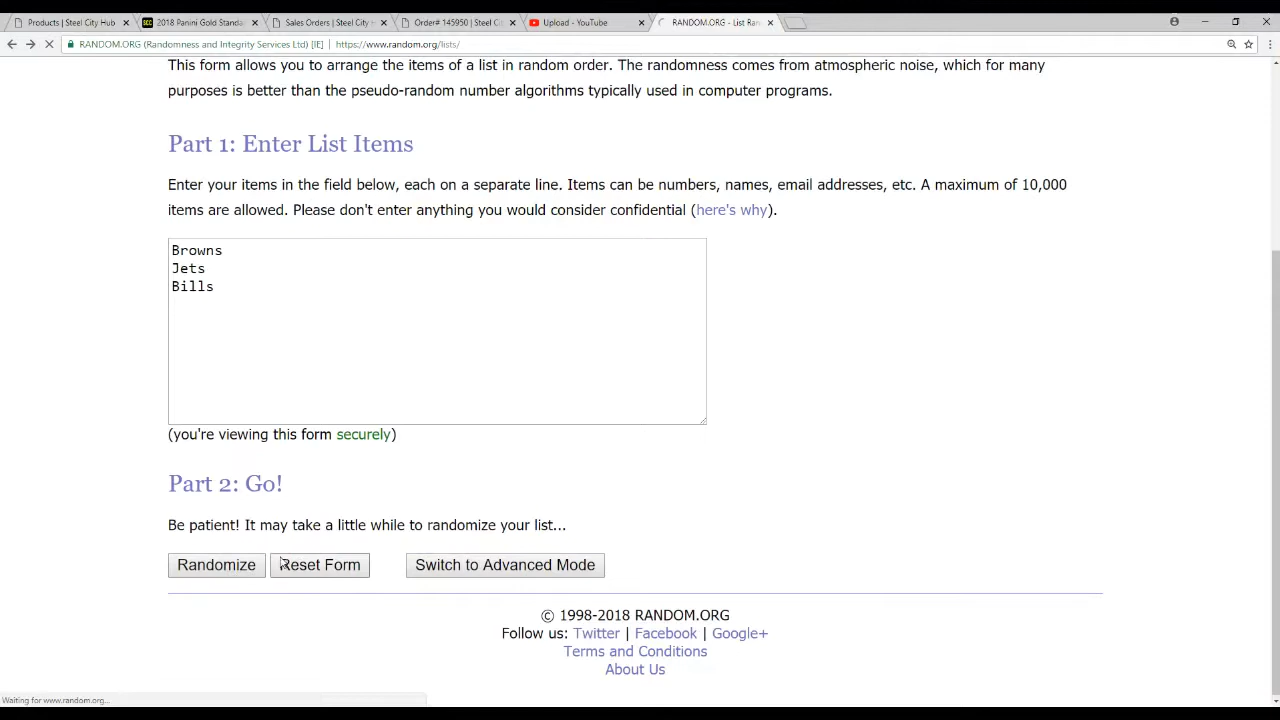 Products | Steel City Hub
2018 Panini Gold Standa
Sales Orders | Steel City
Order# 145950 | Steel C
Upload - YouTube
RANDOM.ORG - List Ran
RANDOM.ORG (Randomness and Integrity Services Ltd) [IE] | https://www.random.org/lists/
This form allows you to arrange the items of a list in random order. The randomness comes from atmospheric noise, which for many
purposes is better than the pseudo-random number algorithms typically used in computer programs.
Part 1: Enter List Items
Enter your items in the field below, each on a separate line. Items can be numbers, names, email addresses, etc. A maximum of 10,000
items are allowed. Please don't enter anything you would consider confidential (here's why).
Browns
Jets
Bills
(you're viewing this form securely)
Part 2: Go!
Be patient! It may take a little while to randomize your list...
Randomize Reset Form Switch to Advanced Mode
© 1998-2018 RANDOM.ORG
Follow us: Twitter | Facebook | Google+
Terms and Conditions
About Us
Waiting for www.random.org...